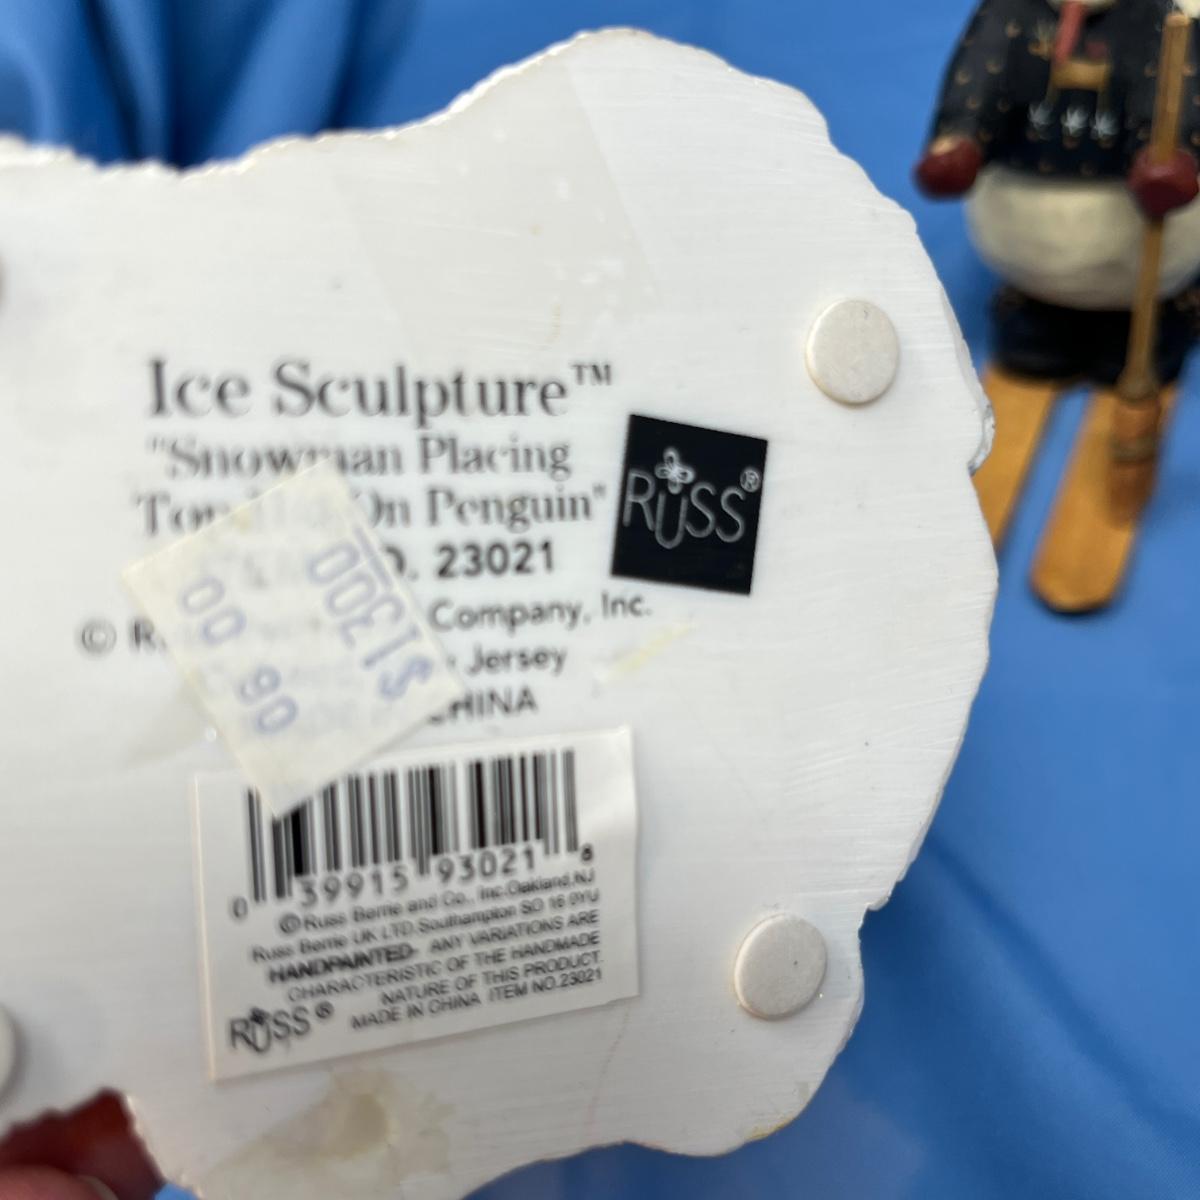 Ice Sculpture™
"Snowman Placing
On Penguin"
23021
RUSS®
© Company, Inc.
Jersey
CHINA
$1300
06 00
0 39915 93021 8
©Russ Berrie and Co., Inc. Oakland, NJ
Russ Berrie UK LTD. Southampton SO 16 0YU
HANDPAINTED- ANY VARIATIONS ARE
CHARACTERISTIC OF THE HANDMADE
NATURE OF THIS PRODUCT.
MADE IN CHINA ITEM NO.23021
RUSS®